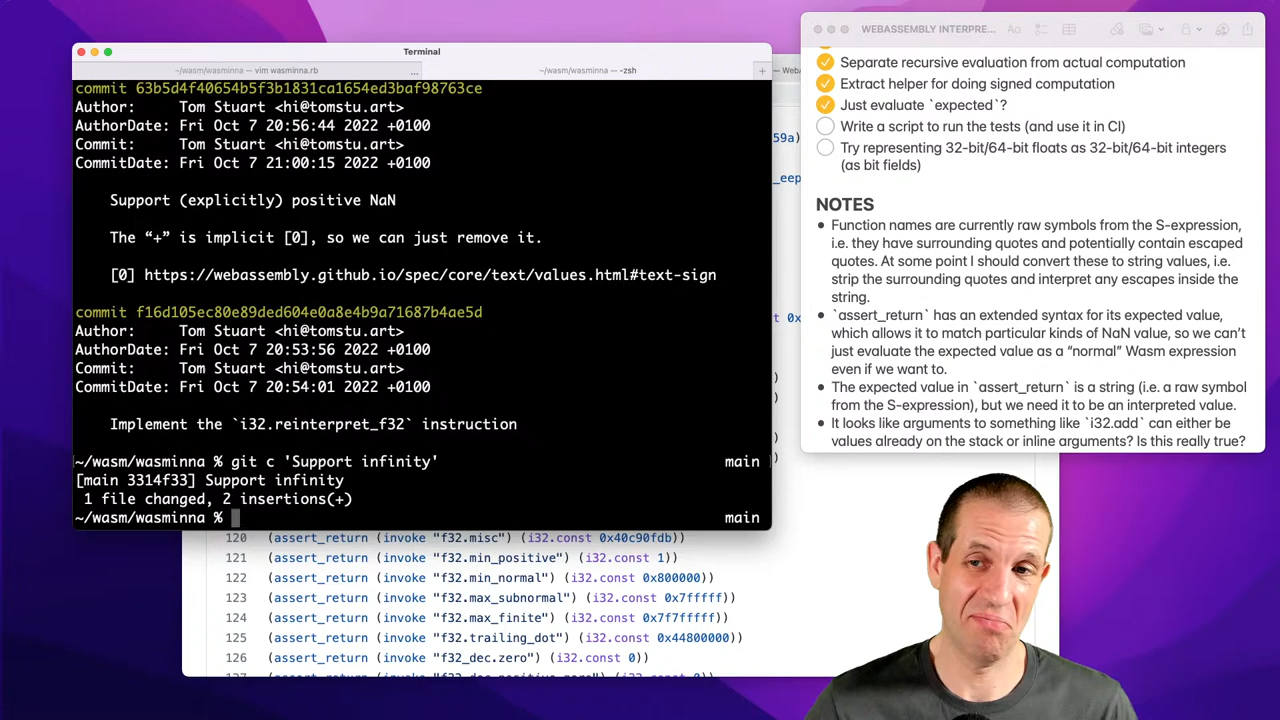 Terminal
~/wasm/wasminna — vim wasminna.rb
...
~/wasm/wasminna — -zsh
+
commit 63b5d4f40654b5f3b1831ca1654ed3baf98763ce
Author: Tom Stuart <hi@tomstu.art>
AuthorDate: Fri Oct 7 20:56:44 2022 +0100
Commit: Tom Stuart <hi@tomstu.art>
CommitDate: Fri Oct 7 21:00:15 2022 +0100
Support (explicitly) positive NaN
The “+” is implicit [0], so we can just remove it.
[0] https://webassembly.github.io/spec/core/text/values.html#text-sign
commit f16d105ec80e89ded604e0a8e4b9a71687b4ae5d
Author: Tom Stuart <hi@tomstu.art>
AuthorDate: Fri Oct 7 20:53:56 2022 +0100
Commit: Tom Stuart <hi@tomstu.art>
CommitDate: Fri Oct 7 20:54:01 2022 +0100
Implement the `i32.reinterpret_f32` instruction
~/wasm/wasminna % git c 'Support infinity' main
[main 3314f33] Support infinity
1 file changed, 2 insertions(+)
~/wasm/wasminna % main
59a)
_eep
st 0x
)
)
)
)
)
120 (assert_return (invoke "f32.misc") (i32.const 0x40c90fdb))
121 (assert_return (invoke "f32.min_positive") (i32.const 1))
122 (assert_return (invoke "f32.min_normal") (i32.const 0x800000))
123 (assert_return (invoke "f32.max_subnormal") (i32.const 0x7fffff))
124 (assert_return (invoke "f32.max_finite") (i32.const 0x7f7fffff))
125 (assert_return (invoke "f32.trailing_dot") (i32.const 0x44800000))
126 (assert_return (invoke "f32_dec.zero") (i32.const 0))
WEBASSEMBLY INTERPRE...
Aa
Separate recursive evaluation from actual computation
Extract helper for doing signed computation
Just evaluate `expected`?
Write a script to run the tests (and use it in CI)
Try representing 32-bit/64-bit floats as 32-bit/64-bit integers
(as bit fields)
NOTES
• Function names are currently raw symbols from the S-expression,
i.e. they have surrounding quotes and potentially contain escaped
quotes. At some point I should convert these to string values, i.e.
strip the surrounding quotes and interpret any escapes inside the
string.
• `assert_return` has an extended syntax for its expected value,
which allows it to match particular kinds of NaN value, so we can’t
just evaluate the expected value as a “normal” Wasm expression
even if we want to.
• The expected value in `assert_return` is a string (i.e. a raw symbol
from the S-expression), but we need it to be an interpreted value.
• It looks like arguments to something like `i32.add` can either be
values already on the stack or inline arguments? Is this really true?